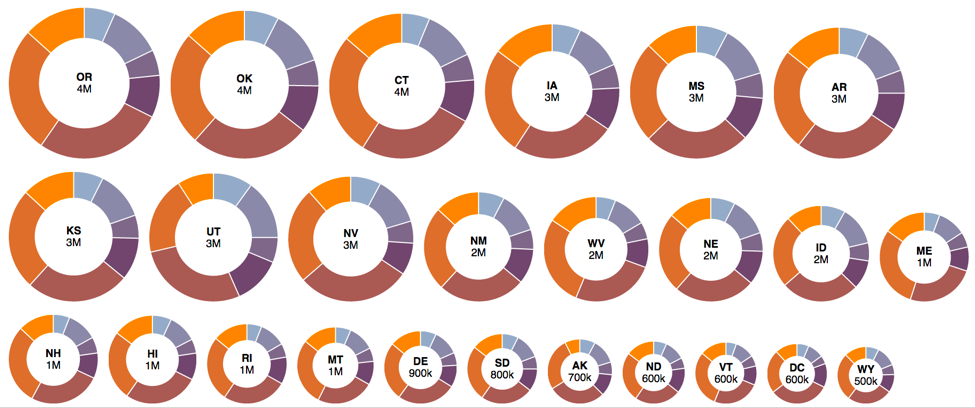 OR
4M
OK
4M
CT
4M
IA
3M
MS
3M
AR
3M
KS
3M
UT
3M
NV
3M
NM
2M
WV
2M
NE
2M
ID
2M
ME
1M
NH
1M
HI
1M
RI
1M
MT
1M
DE
900k
SD
800k
AK
700k
ND
600k
VT
600k
DC
600k
WY
500k